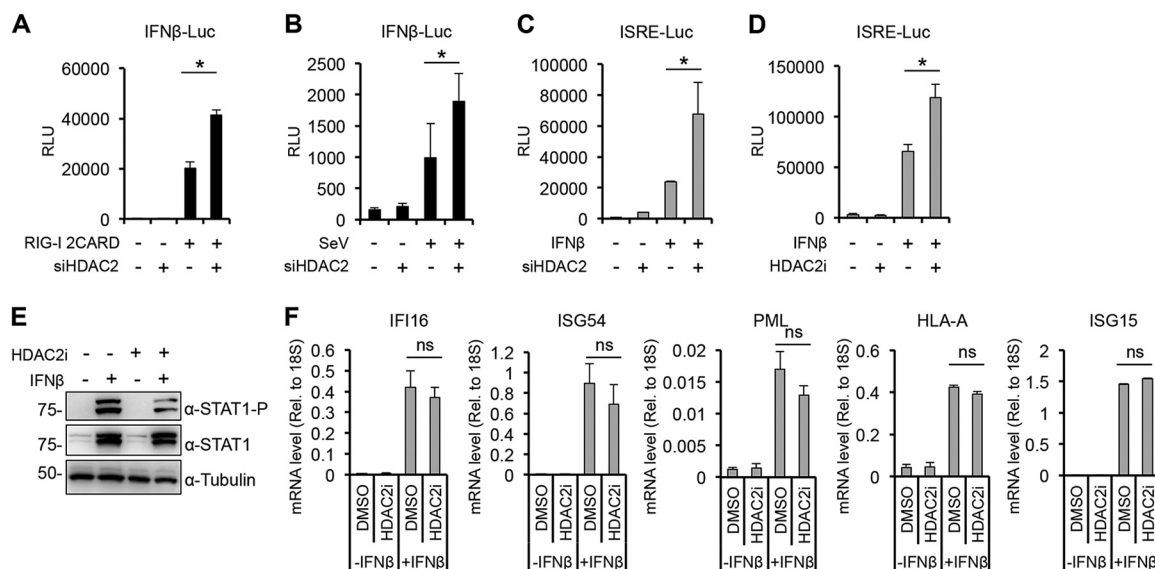 A
IFNβ-Luc
60000
40000
20000
0
RLU
*
RIG-I 2CARD - - + +
siHDAC2 - + - +
B
IFNβ-Luc
2500
2000
1500
1000
500
0
RLU
*
SeV - - + +
siHDAC2 - + - +
C
ISRE-Luc
100000
80000
60000
40000
20000
0
RLU
*
IFNβ - - + +
siHDAC2 - + - +
D
ISRE-Luc
150000
100000
50000
0
RLU
*
IFNβ - - + +
HDAC2i - + - +
E
HDAC2i - - + +
IFNβ - + - +
75- α-STAT1-P
75- α-STAT1
50- α-Tubulin
F
IFI16
mRNA level (Rel. to 18S)
0.6
0.5
0.4
0.3
0.2
0.1
0
ns
DMSO HDAC2i DMSO HDAC2i
-IFNβ +IFNβ
ISG54
mRNA level (Rel. to 18S)
1.2
1
0.8
0.6
0.4
0.2
0
ns
DMSO HDAC2i DMSO HDAC2i
-IFNβ +IFNβ
PML
mRNA level (Rel. to 18S)
0.02
0.015
0.01
0.005
0
ns
DMSO HDAC2i DMSO HDAC2i
-IFNβ +IFNβ
HLA-A
mRNA level (Rel. to 18S)
0.6
0.4
0.2
0
ns
DMSO HDAC2i DMSO HDAC2i
-IFNβ +IFNβ
ISG15
mRNA level (Rel. to 18S)
2
1.5
1
0.5
0
ns
DMSO HDAC2i DMSO HDAC2i
-IFNβ +IFNβ